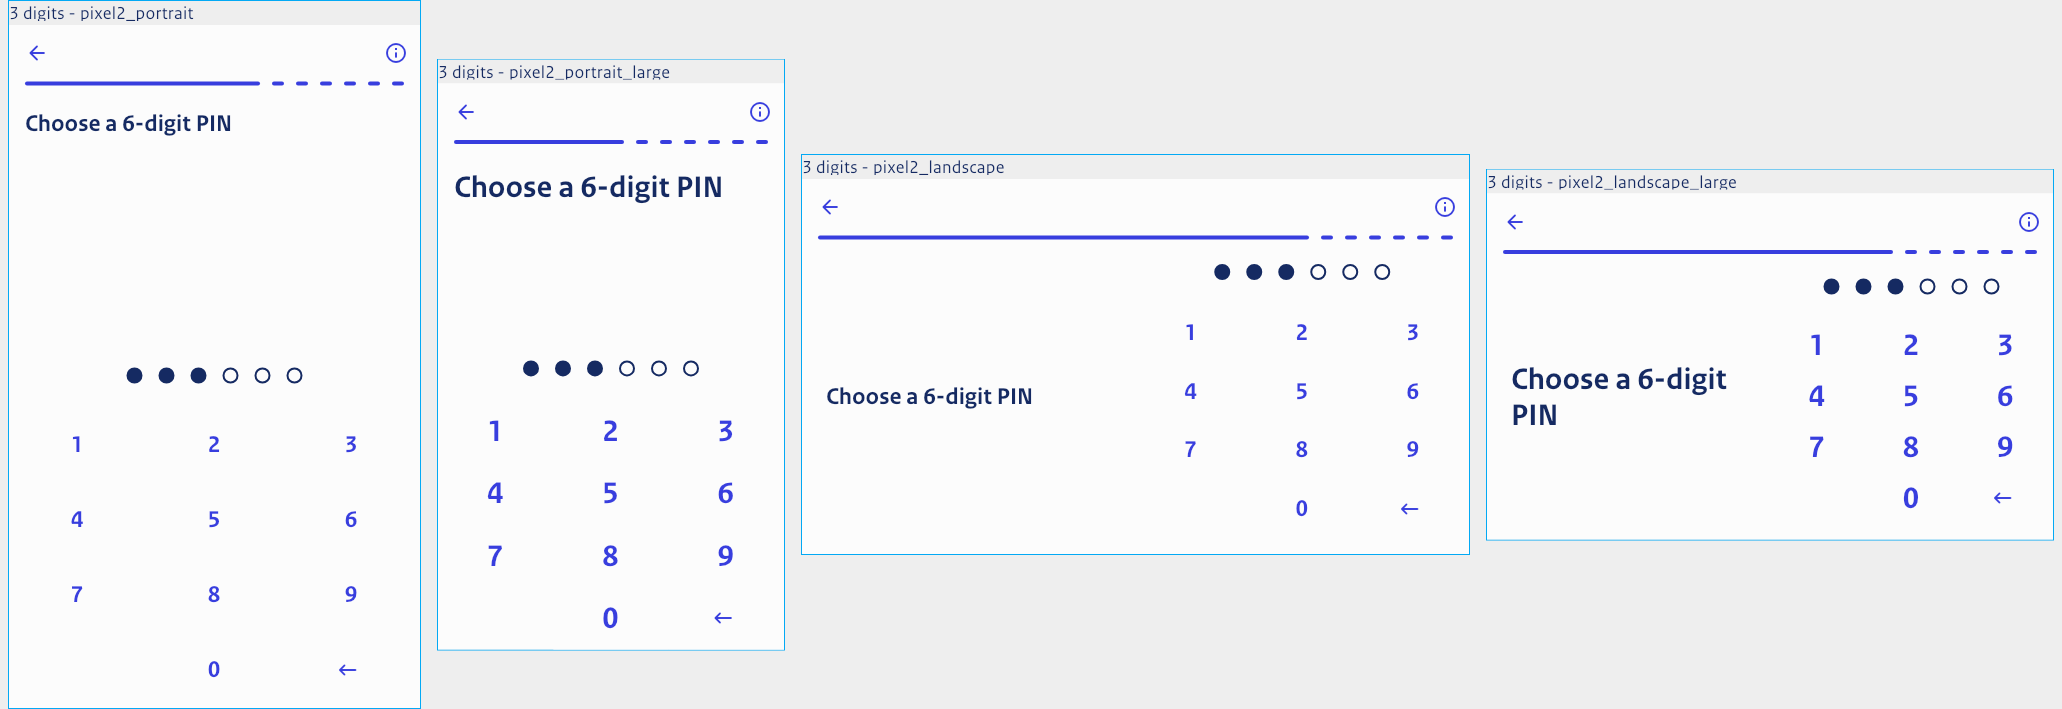 3 digits - pixel2_portrait
Choose a 6-digit PIN
1 2 3
4 5 6
7 8 9
0
3 digits - pixel2_portrait_large
Choose a 6-digit PIN
1 2 3
4 5 6
7 8 9
0
3 digits - pixel2_landscape
Choose a 6-digit PIN
1 2 3
4 5 6
7 8 9
0
3 digits - pixel2_landscape_large
Choose a 6-digit
PIN
1 2 3
4 5 6
7 8 9
0